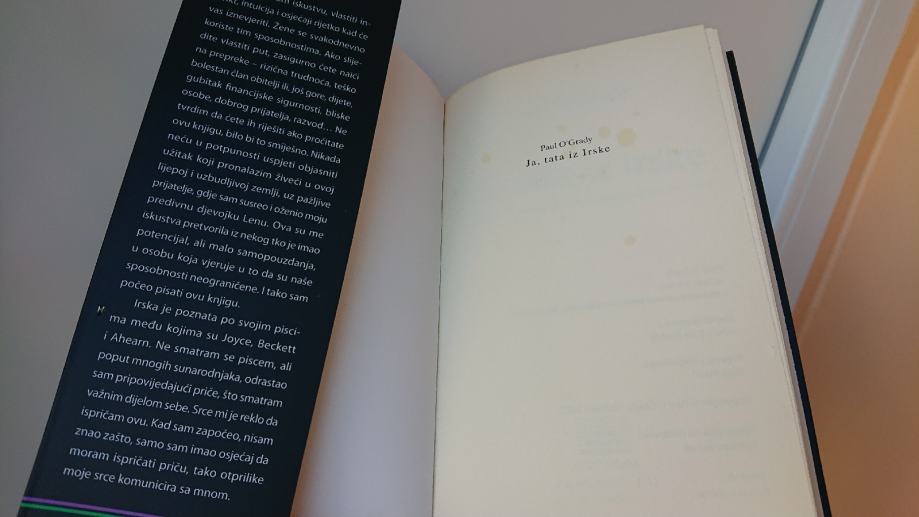 iskustvu, vlastiti in-
intuicija i osjećaji rijetko kad će
vas iznevjeriti. Žene se svakodnevno
koriste tim sposobnostima. Ako slije-
dite vlastiti put, zasigurno ćete naići
na prepreke – rizična trudnoća, teško
bolestan član obitelji ili, još gore, dijete,
gubitak financijske sigurnosti, bliske
osobe, dobrog prijatelja, razvod... Ne
tvrdim da ćete ih riješiti ako pročitate
ovu knjigu, bilo bi to smiješno. Nikada
neću u potpunosti uspjeti objasniti
užitak koji pronalazim živeći u ovoj
lijepoj i uzbudljivoj zemlji, uz pažljive
prijatelje, gdje sam susreo i oženio moju
predivnu djevojku Lenu. Ova su me
iskustva pretvorila iz nekog tko je imao
potencijal, ali malo samopouzdanja,
u osobu koja vjeruje u to da su naše
sposobnosti neograničene. I tako sam
počeo pisati ovu knjigu.
Irska je poznata po svojim pisci-
ma među kojima su Joyce, Beckett
i Ahearn. Ne smatram se piscem, ali
poput mnogih sunarodnjaka, odrastao
sam pripovijedajući priče, što smatram
važnim dijelom sebe. Srce mi je reklo da
ispričam ovu. Kad sam započeo, nisam
znao zašto, samo sam imao osjećaj da
moram ispričati priču, tako otprilike
moje srce komunicira sa mnom.
Paul O'Grady
Ja, tata iz Irske